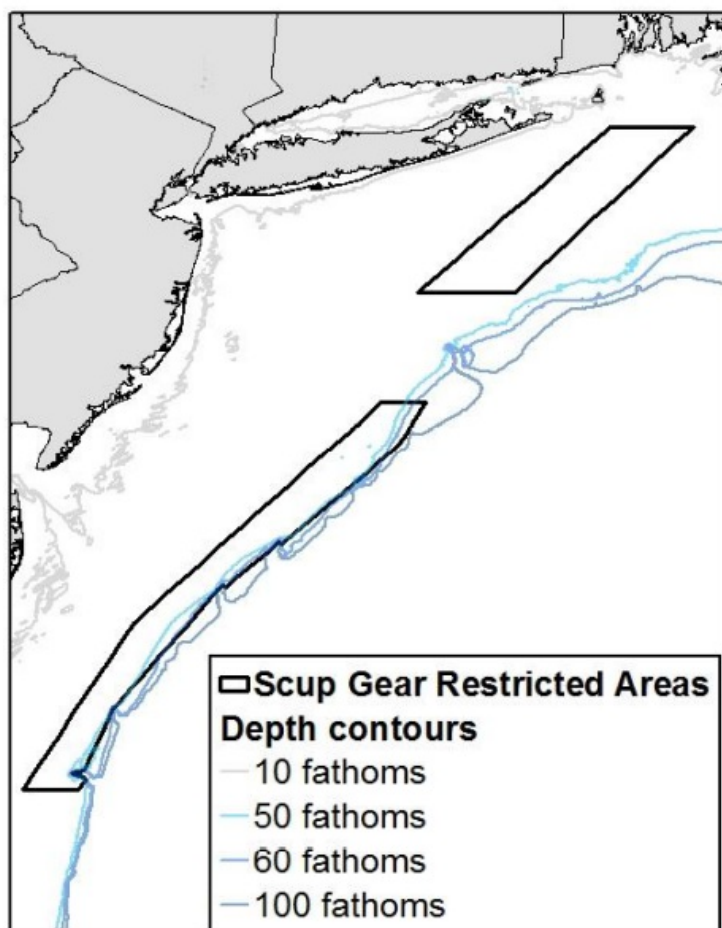 Scup Gear Restricted Areas
Depth contours
10 fathoms
50 fathoms
60 fathoms
100 fathoms